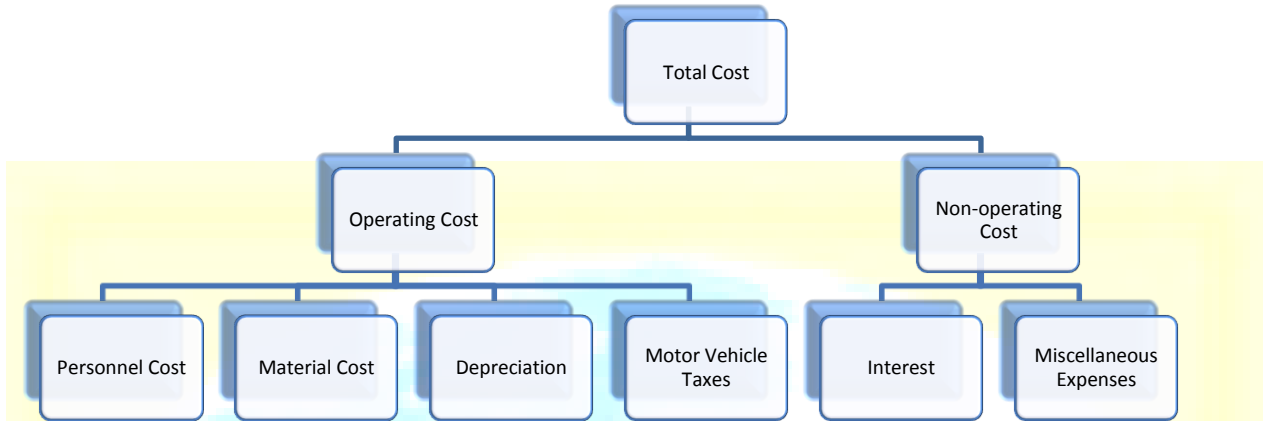 Total Cost
Operating Cost
Non-operating
Cost
Personnel Cost
Material Cost
Depreciation
Motor Vehicle
Taxes
Interest
Miscellaneous
Expenses